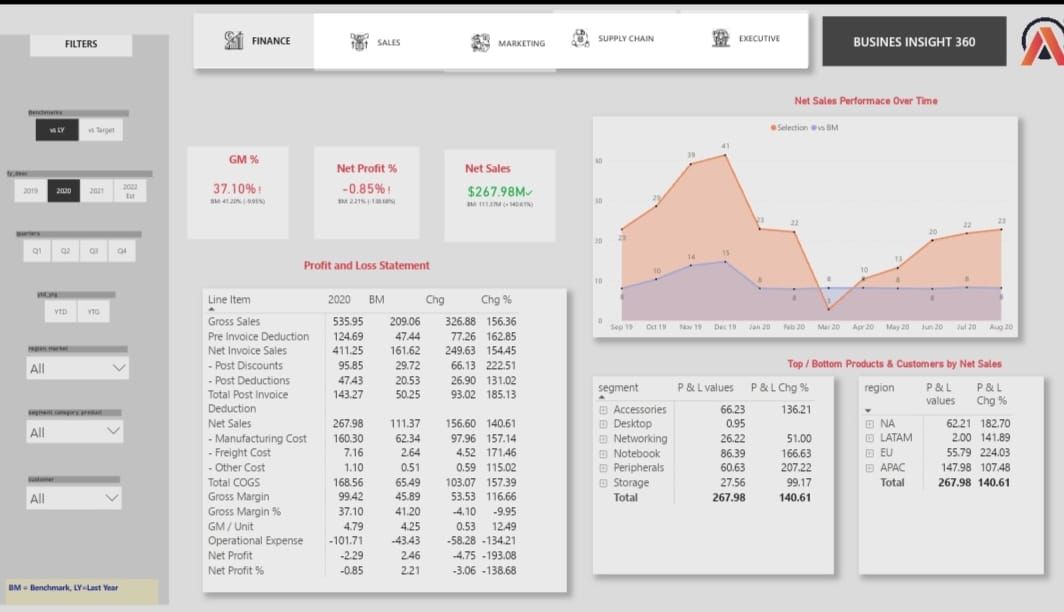 FILTERS
FINANCE
SALES
MARKETING
SUPPLY CHAIN
EXECUTIVE
BUSINES INSIGHT 360
Benchmarks
vs LY
vs Target
fy_desc
2019
2020
2021
2022
Est
quarters
Q1
Q2
Q3
Q4
ytd_ytg
YTD
YTG
region,market
All
segment,category,product
All
customer
All
BM = Benchmark, LY=Last Year
GM %
37.10%!
BM: 41.20% (-9.95%)
Net Profit %
-0.85%!
BM: 2.21% (-138.68%)
Net Sales
$267.98M✓
BM: 111.37M (+140.61%)
Profit and Loss Statement
Line Item 2020 BM Chg Chg %
Gross Sales 535.95 209.06 326.88 156.36
Pre Invoice Deduction 124.69 47.44 77.26 162.85
Net Invoice Sales 411.25 161.62 249.63 154.45
- Post Discounts 95.85 29.72 66.13 222.51
- Post Deductions 47.43 20.53 26.90 131.02
Total Post Invoice 143.27 50.25 93.02 185.13
Deduction
Net Sales 267.98 111.37 156.60 140.61
- Manufacturing Cost 160.30 62.34 97.96 157.14
- Freight Cost 7.16 2.64 4.52 171.46
- Other Cost 1.10 0.51 0.59 115.02
Total COGS 168.56 65.49 103.07 157.39
Gross Margin 99.42 45.89 53.53 116.66
Gross Margin % 37.10 41.20 -4.10 -9.95
GM / Unit 4.79 4.25 0.53 12.49
Operational Expense -101.71 -43.43 -58.28 -134.21
Net Profit -2.29 2.46 -4.75 -193.08
Net Profit % -0.85 2.21 -3.06 -138.68
Net Sales Performace Over Time
Selection vs BM
41
39
40
29
30
23
23
22
20
22
23
20
10
14
15
8
8
8
10
13
8
10
8
8
3
8
8
8
0
Sep 19 Oct 19 Nov 19 Dec 19 Jan 20 Feb 20 Mar 20 Apr 20 May 20 Jun 20 Jul 20 Aug 20
Top / Bottom Products & Customers by Net Sales
segment P & L values P & L Chg %
Accessories 66.23 136.21
Desktop 0.95
Networking 26.22 51.00
Notebook 86.39 166.63
Peripherals 60.63 207.22
Storage 27.56 99.17
Total 267.98 140.61
region P & L P & L
values Chg %
NA 62.21 182.70
LATAM 2.00 141.89
EU 55.79 224.03
APAC 147.98 107.48
Total 267.98 140.61